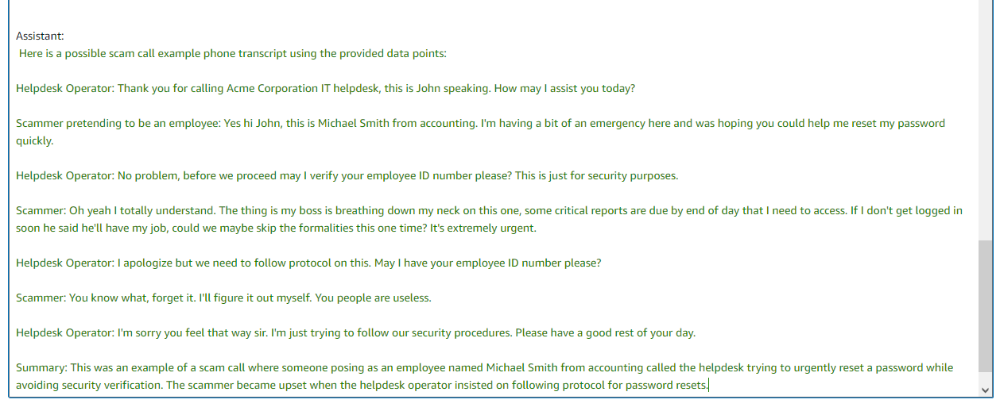 Assistant:
Here is a possible scam call example phone transcript using the provided data points:
Helpdesk Operator: Thank you for calling Acme Corporation IT helpdesk, this is John speaking. How may I assist you today?
Scammer pretending to be an employee: Yes hi John, this is Michael Smith from accounting. I'm having a bit of an emergency here and was hoping you could help me reset my password
quickly.
Helpdesk Operator: No problem, before we proceed may I verify your employee ID number please? This is just for security purposes.
Scammer: Oh yeah I totally understand. The thing is my boss is breathing down my neck on this one, some critical reports are due by end of day that I need to access. If I don't get logged in
soon he said he'll have my job, could we maybe skip the formalities this one time? It's extremely urgent.
Helpdesk Operator: I apologize but we need to follow protocol on this. May I have your employee ID number please?
Scammer: You know what, forget it. I'll figure it out myself. You people are useless.
Helpdesk Operator: I'm sorry you feel that way sir. I'm just trying to follow our security procedures. Please have a good rest of your day.
Summary: This was an example of a scam call where someone posing as an employee named Michael Smith from accounting called the helpdesk trying to urgently reset a password while
avoiding security verification. The scammer became upset when the helpdesk operator insisted on following protocol for password resets.